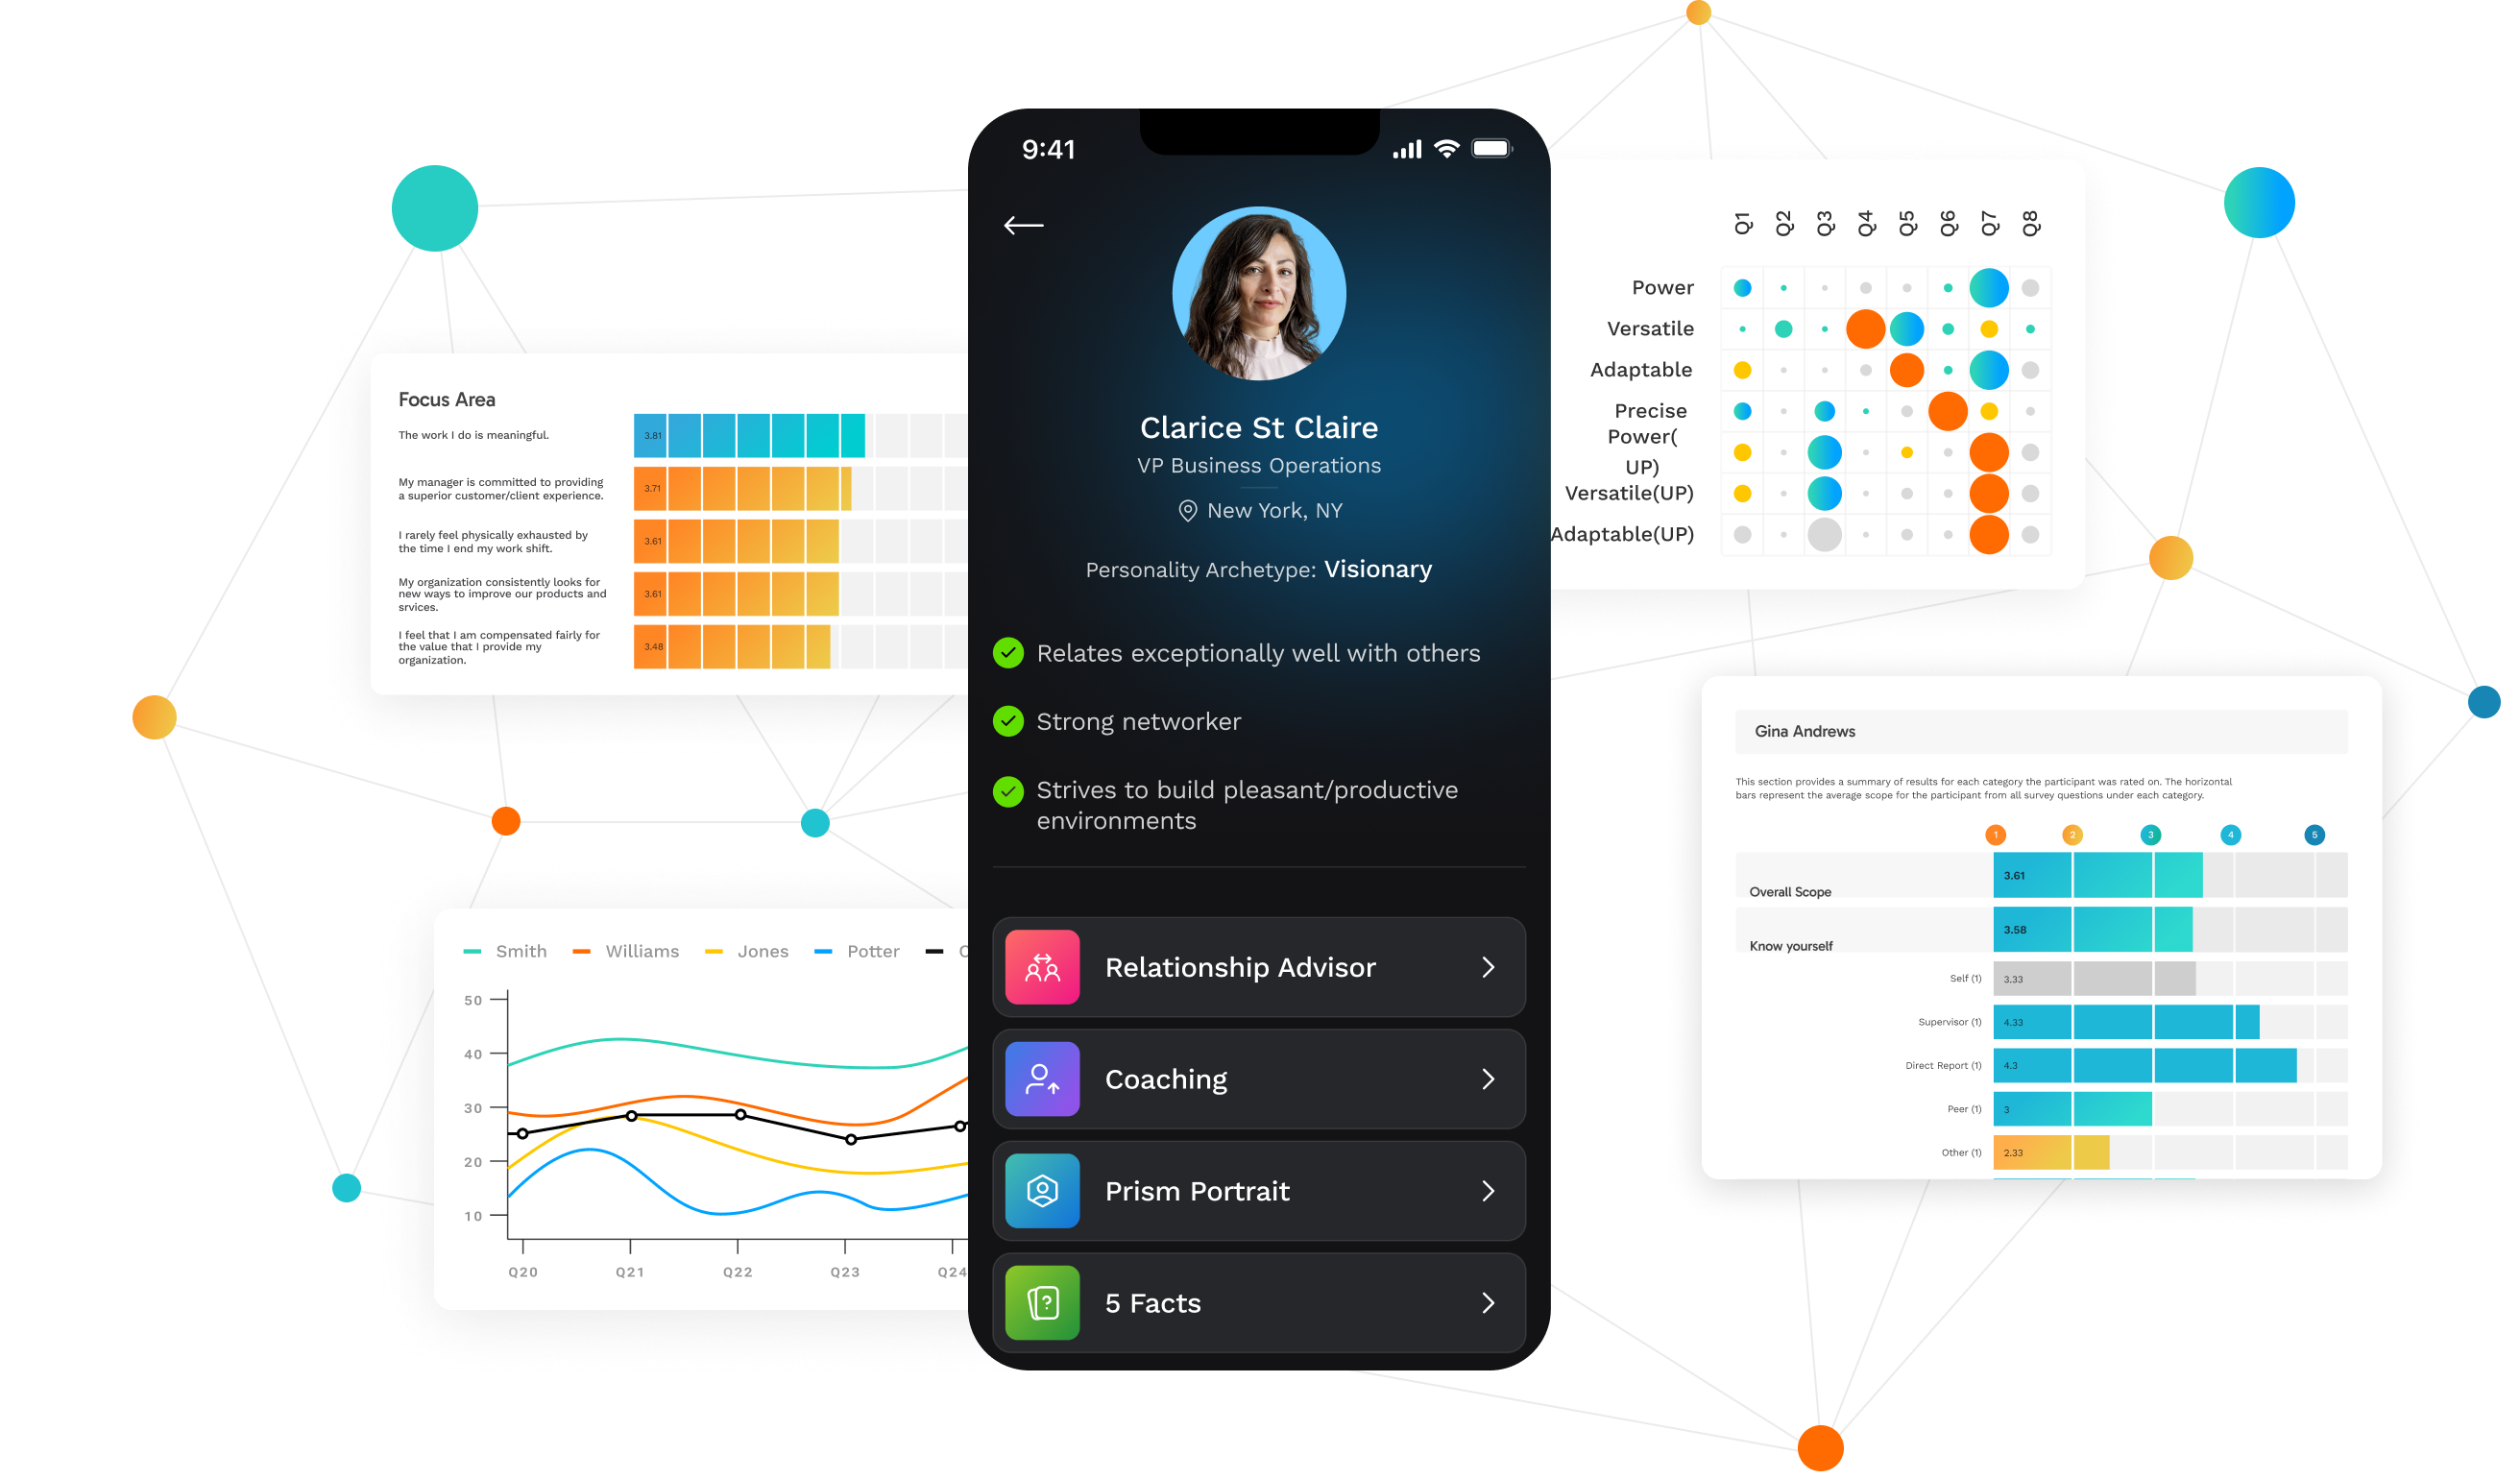 9:41
Clarice St Claire
VP Business Operations
New York, NY
Personality Archetype: Visionary
Relates exceptionally well with others
Strong networker
Strives to build pleasant/productive
environments
Relationship Advisor
Coaching
Prism Portrait
5 Facts
Focus Area
The work I do is meaningful.
3.81
My manager is committed to providing
a superior customer/client experience.
3.71
I rarely feel physically exhausted by
the time I end my work shift.
3.61
My organization consistently looks for
new ways to improve our products and
srvices.
3.61
I feel that I am compensated fairly for
the value that I provide my
organization.
3.48
Smith Williams Jones Potter
50
40
30
20
10
Q20 Q21 Q22 Q23 Q24
Q1 Q2 Q3 Q4 Q5 Q6 Q7 Q8
Power
Versatile
Adaptable
Precise
Power(
UP)
Versatile(UP)
Adaptable(UP)
Gina Andrews
This section provides a summary of results for each category the participant was rated on. The horizontal
bars represent the average scope for the participant from all survey questions under each category.
1 2 3 4 5
Overall Scope 3.61
Know yourself 3.58
Self (1) 3.33
Supervisor (1) 4.33
Direct Report (1) 4.3
Peer (1) 3
Other (1) 2.33